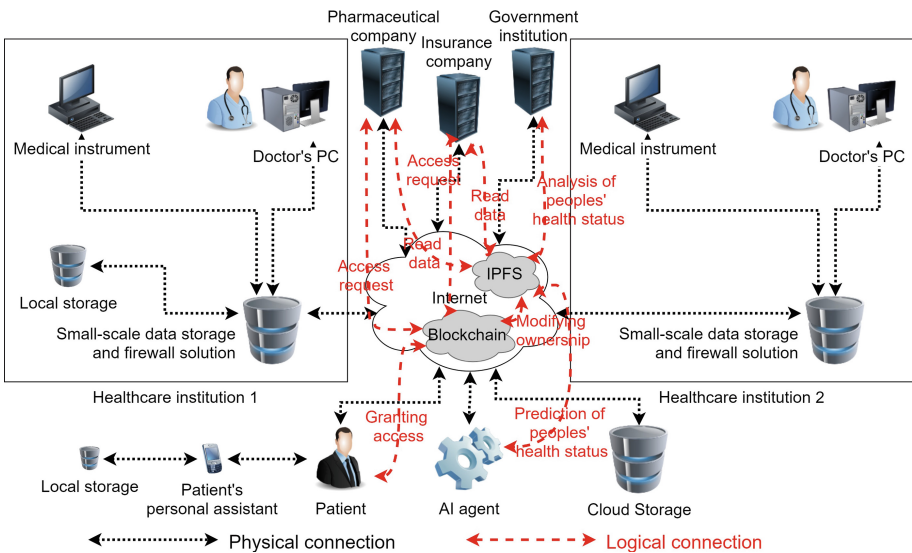 Pharmaceutical
company
Insurance
company
Government
institution
Medical instrument
Doctor's PC
Local storage
Small-scale data storage
and firewall solution
Healthcare institution 1
Access
request
Read
data
Analysis of
peoples'
health status
Access
request
Read
data
IPFS
Internet
Blockchain
Modifying
ownership
Medical instrument
Doctor's PC
Small-scale data storage
and firewall solution
Healthcare institution 2
Granting
access
Prediction of
peoples'
health status
Local storage
Patient's
personal assistant
Patient
AI agent
Cloud Storage
Physical connection
Logical connection